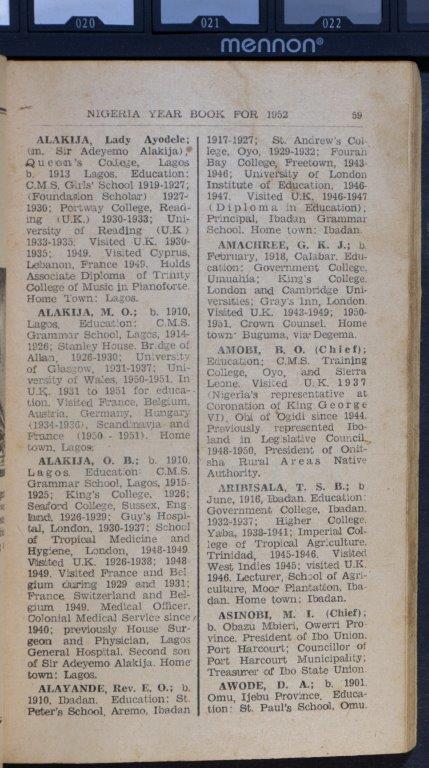 020
021
022
mennon®
NIGERIA YEAR BOOK FOR 1952
59
ALAKIJA, Lady Ayodele;
(m. Sir Adeyemo Alakija),
Queen's College, Lagos
b. 1913 Lagos. Education:
C.M.S. Girls' School 1919-1927;
(Foundation Scholar) 1927-
1930; Portway College, Read-
ing (U.K.) 1930-1933; Uni-
versity of Reading (U.K.)
1933-1935. Visited U.K. 1930-
1935; 1949. Visited Cyprus,
Lebanon, France 1949. Holds
Associate Diploma of Trinity
College of Music in Pianoforte.
Home Town: Lagos.
ALAKIJA, M. O.; b. 1910,
Lagos. Education: C.M.S.
Grammar School, Lagos, 1914-
1926; Stanley House. Bridge of
Allan, 1926-1930; University
of Glasgow, 1931-1937; Uni-
versity of Wales, 1950-1951. In
U.K. 1931 to 1951 for educa-
tion. Visited France, Belgium,
Austria, Germany, Hungary
(1934-1936), Scandinavia and
France (1950 - 1951). Home
town, Lagos.
ALAKIJA, O. B.; b. 1910,
Lagos. Education: C.M.S.
Grammar School, Lagos, 1915-
1925; King's College, 1926;
Seaford College, Sussex, Eng-
land, 1926-1929; Guy's Hospi-
tal, London, 1930-1937; School
of Tropical Medicine and
Hygiene, London, 1948-1949.
Visited U.K. 1926-1938; 1948-
1949. Visited France and Bel-
gium during 1929 and 1931;
France, Switzerland and Bel-
gium 1949. Medical Officer.
Colonial Medical Service since
1940; previously House Sur-
geon and Physician, Lagos
General Hospital. Second son
of Sir Adeyemo Alakija. Home
town: Lagos.
ALAYANDE, Rev. E. O.; b.
1910, Ibadan. Education: St.
Peter's School, Aremo, Ibadan
1917-1927; St. Andrew's Col-
lege, Oyo, 1929-1932; Fourah
Bay College, Freetown, 1943-
1946; University of London
Institute of Education, 1946-
1947. Visited U.K. 1946-1947
(Diploma in Education);
Principal, Ibadan Grammar
School. Home town: Ibadan.
AMACHREE, G. K. J.; b.
February, 1918, Calabar. Edu-
cation: Government College,
Umuahia; King's College,
London and Cambridge Uni-
versities; Gray's Inn, London.
Visited U.K. 1943-1949; 1950-
1951. Crown Counsel. Home
town: Buguma, via Degema.
AMOBI, B. O. (Chief);
Education; C.M.S. Training
College, Oyo, and Sierra
Leone. Visited U.K. 1937
(Nigeria's representative at
Coronation of King George
VI). Obi of Ogidi since 1944.
Previously represented Ibo-
land in Legislative Council,
1948-1950, President of Onit-
sha Rural Areas Native
Authority.
ARIBISALA, T. S. B.; b
June, 1916, Ibadan. Education:
Government College, Ibadan,
1932-1937; Higher College,
Yaba, 1938-1941; Imperial Col-
lege of Tropical Agriculture,
Trinidad, 1945-1946. Visited
West Indies 1945; visited U.K.
1946. Lecturer, School of Agri-
culture, Moor Plantation, Iba-
dan. Home town: Ibadan.
ASINOBI, M. I. (Chief);
b. Obazu Mbieri, Owerri Pro-
vince. President of Ibo Union,
Port Harcourt; Councillor of
Port Harcourt Municipality;
Treasurer of Ibo State Union.
AWODE, D. A.; b. 1901.
Omu, Ijebu Province, Educa-
tion: St. Paul's School, Omu.